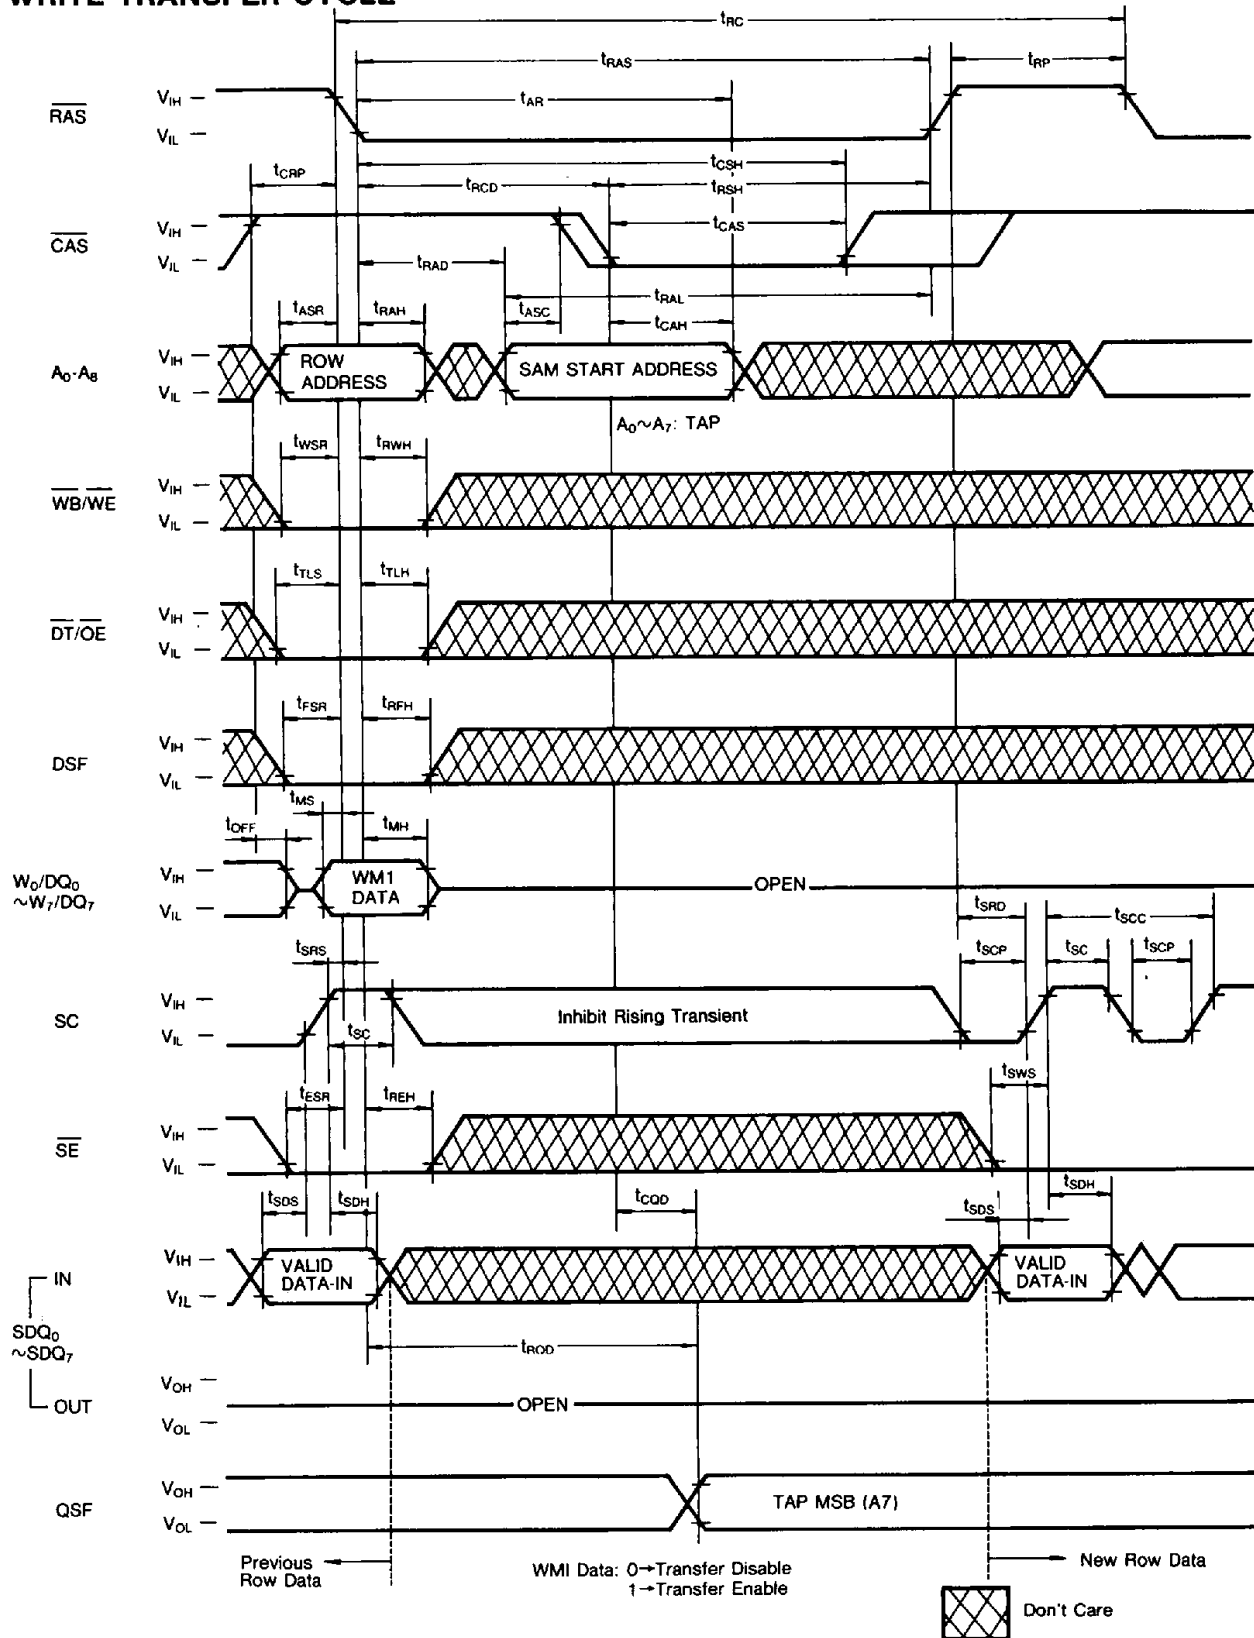 WRITE TRANSFER CYCLE
tRC
tRAS
tRP
tAR
RAS
VIH
VIL
tCSH
tCRP
tRCD
tRSH
CAS
VIH
VIL
tCAS
tRAD
tRAL
tASR
tRAH
tASC
tCAH
A0-A8
VIH
VIL
ROW
ADDRESS
SAM START ADDRESS
A0~A7: TAP
tWSR
tRWH
WB/WE
VIH
VIL
tTLS
tTLH
DT/OE
VIH
VIL
tFSR
tRFH
DSF
VIH
VIL
tMS
tOFF
tMH
W0/DQ0
~W7/DQ7
VIH
VIL
WM1
DATA
OPEN
tSRD
tSCC
tSRS
tSCP
tSC
tSCP
SC
VIH
VIL
tSC
Inhibit Rising Transient
tSWS
tESR
tREH
SE
VIH
VIL
tSDS
tSDH
tCQD
tSDS
tSDH
IN
VIH
VIL
VALID
DATA-IN
VALID
DATA-IN
SDQ0
~SDQ7
tRQD
OUT
VOH
VOL
OPEN
QSF
VOH
VOL
TAP MSB (A7)
Previous
Row Data
WMI Data: 0→Transfer Disable
1→Transfer Enable
New Row Data
Don't Care